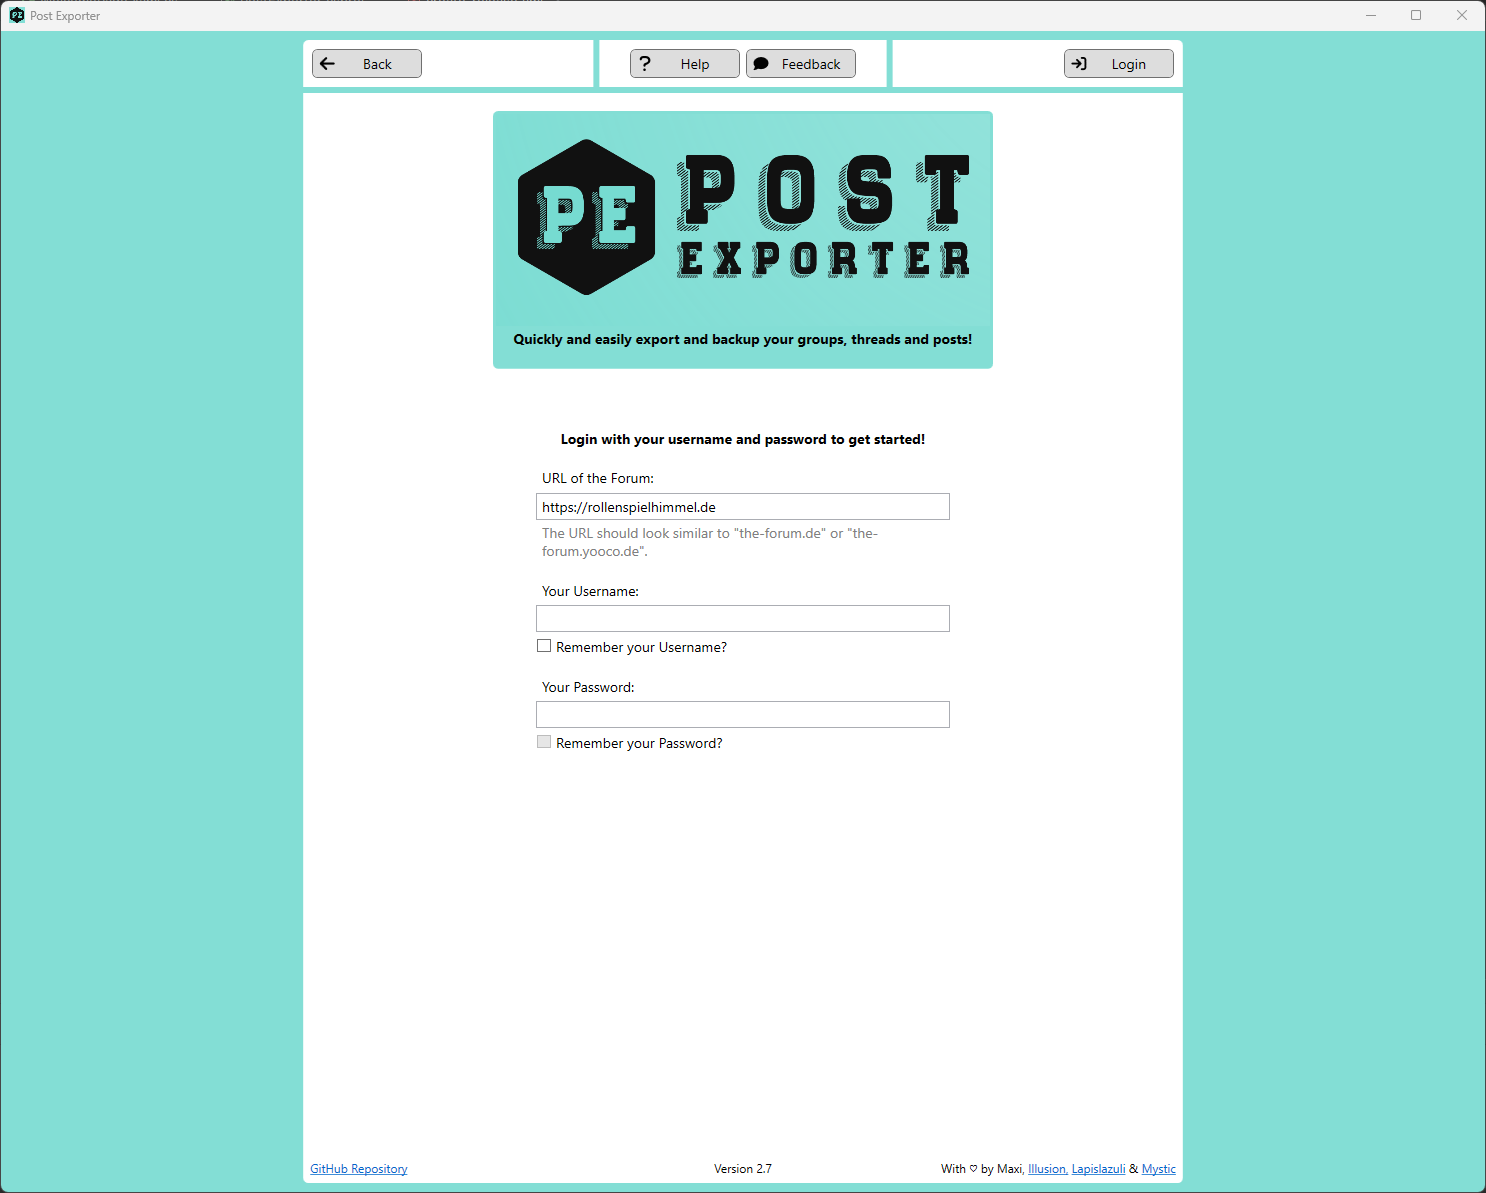 Post Exporter
Back
Help
Feedback
Login
PE
POST
EXPORTER
Quickly and easily export and backup your groups, threads and posts!
Login with your username and password to get started!
URL of the Forum:
https://rollenspielhimmel.de
The URL should look similar to "the-forum.de" or "the-
forum.yooco.de".
Your Username:
Remember your Username?
Your Password:
Remember your Password?
GitHub Repository
Version 2.7
With ♡ by Maxi, Illusion, Lapislazuli & Mystic